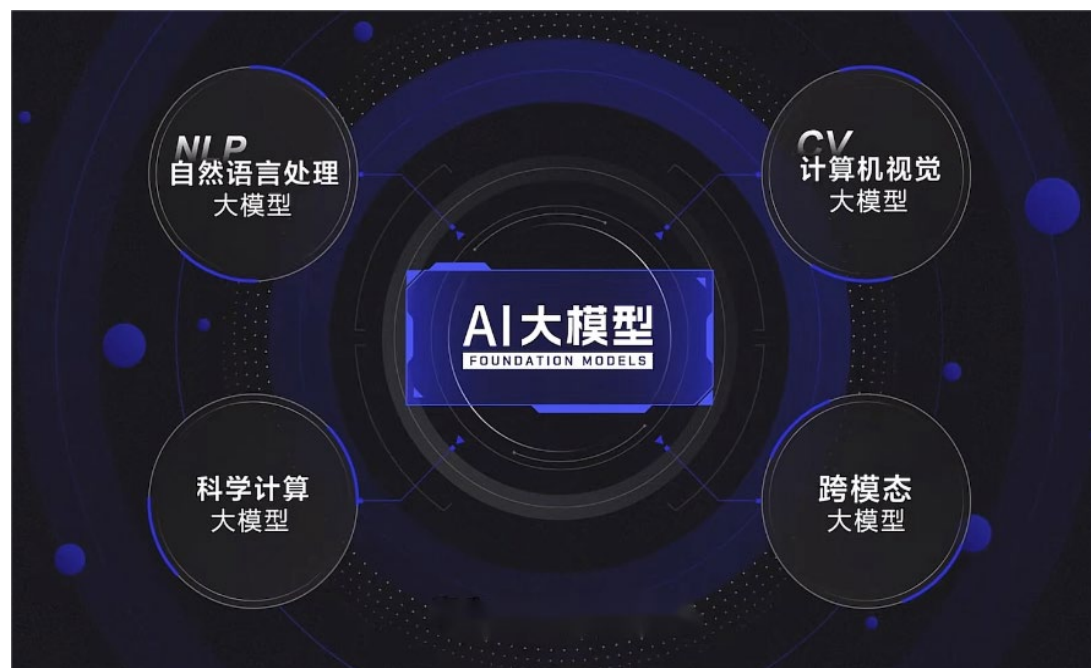 NLP
自然语言处理
大模型
CV
计算机视觉
大模型
AI大模型
FOUNDATION MODELS
科学计算
大模型
跨模态
大模型